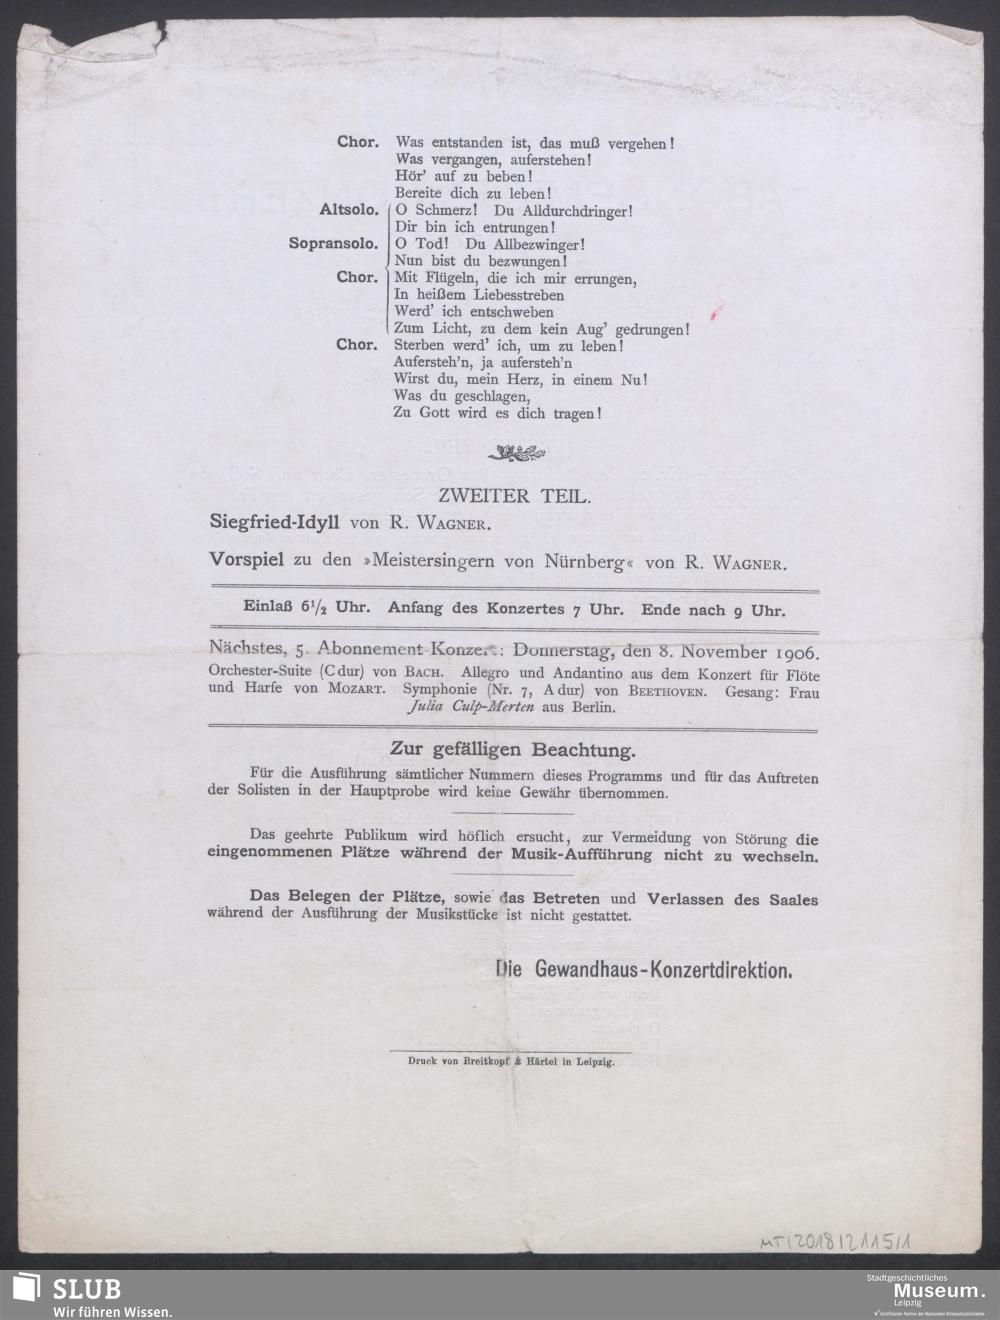 Chor. Was entstanden ist, das muß vergehen!
Was vergangen, auferstehen!
Hör' auf zu beben!
Bereite dich zu leben!
Altsolo. O Schmerz! Du Alldurchdringer!
Dir bin ich entrungen!
Sopransolo. O Tod! Du Allbezwinger!
Nun bist du bezwungen!
Chor. Mit Flügeln, die ich mir errungen,
In heißem Liebesstreben
Werd' ich entschweben
Zum Licht, zu dem kein Aug' gedrungen!
Chor. Sterben werd' ich, um zu leben!
Aufersteh'n, ja aufersteh'n
Wirst du, mein Herz, in einem Nu!
Was du geschlagen,
Zu Gott wird es dich tragen!
ZWEITER TEIL.
Siegfried-Idyll von R. WAGNER.
Vorspiel zu den »Meistersingern von Nürnberg« von R. WAGNER.
Einlaß 6½ Uhr. Anfang des Konzertes 7 Uhr. Ende nach 9 Uhr.
Nächstes, 5. Abonnement-Konzert: Donnerstag, den 8. November 1906.
Orchester-Suite (C dur) von BACH. Allegro und Andantino aus dem Konzert für Flöte
und Harfe von MOZART. Symphonie (Nr. 7, A dur) von BEETHOVEN. Gesang: Frau
Julia Culp-Merten aus Berlin.
Zur gefälligen Beachtung.
Für die Ausführung sämtlicher Nummern dieses Programms und für das Auftreten
der Solisten in der Hauptprobe wird keine Gewähr übernommen.
Das geehrte Publikum wird höflich ersucht, zur Vermeidung von Störung die
eingenommenen Plätze während der Musik-Aufführung nicht zu wechseln.
Das Belegen der Plätze, sowie das Betreten und Verlassen des Saales
während der Ausführung der Musikstücke ist nicht gestattet.
Die Gewandhaus-Konzertdirektion.
Druck von Breitkopf & Härtel in Leipzig.
MT/2018/2115/1
SLUB
Wir führen Wissen.
Stadtgeschichtliches
Museum.
Leipzig
✓ Zertifizierter Partner der Nationalen Klimaschutzinitiative